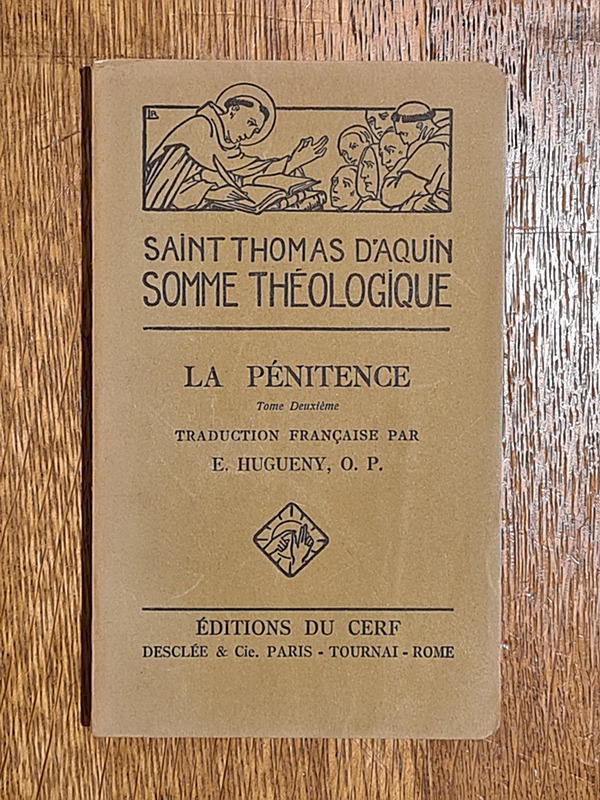 SAINT THOMAS D'AQUIN
SOMME THÉOLOGIQUE
LA PÉNITENCE
Tome Deuxième
TRADUCTION FRANÇAISE PAR
E. HUGUENY, O. P.
ÉDITIONS DU CERF
DESCLÉE & Cie. PARIS - TOURNAI - ROME